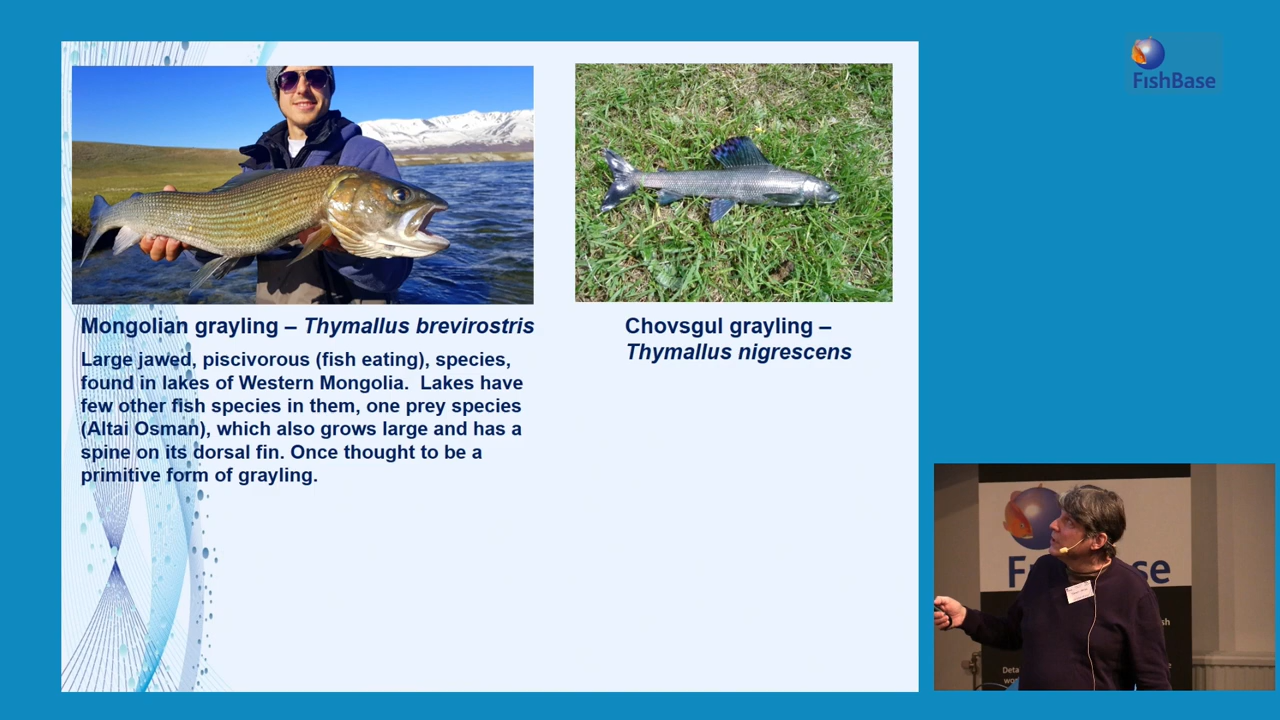 FishBase
Mongolian grayling – Thymallus brevirostris
Large jawed, piscivorous (fish eating), species,
found in lakes of Western Mongolia.  Lakes have
few other fish species in them, one prey species
(Altai Osman), which also grows large and has a
spine on its dorsal fin. Once thought to be a
primitive form of grayling.
Chovsgul grayling –
Thymallus nigrescens